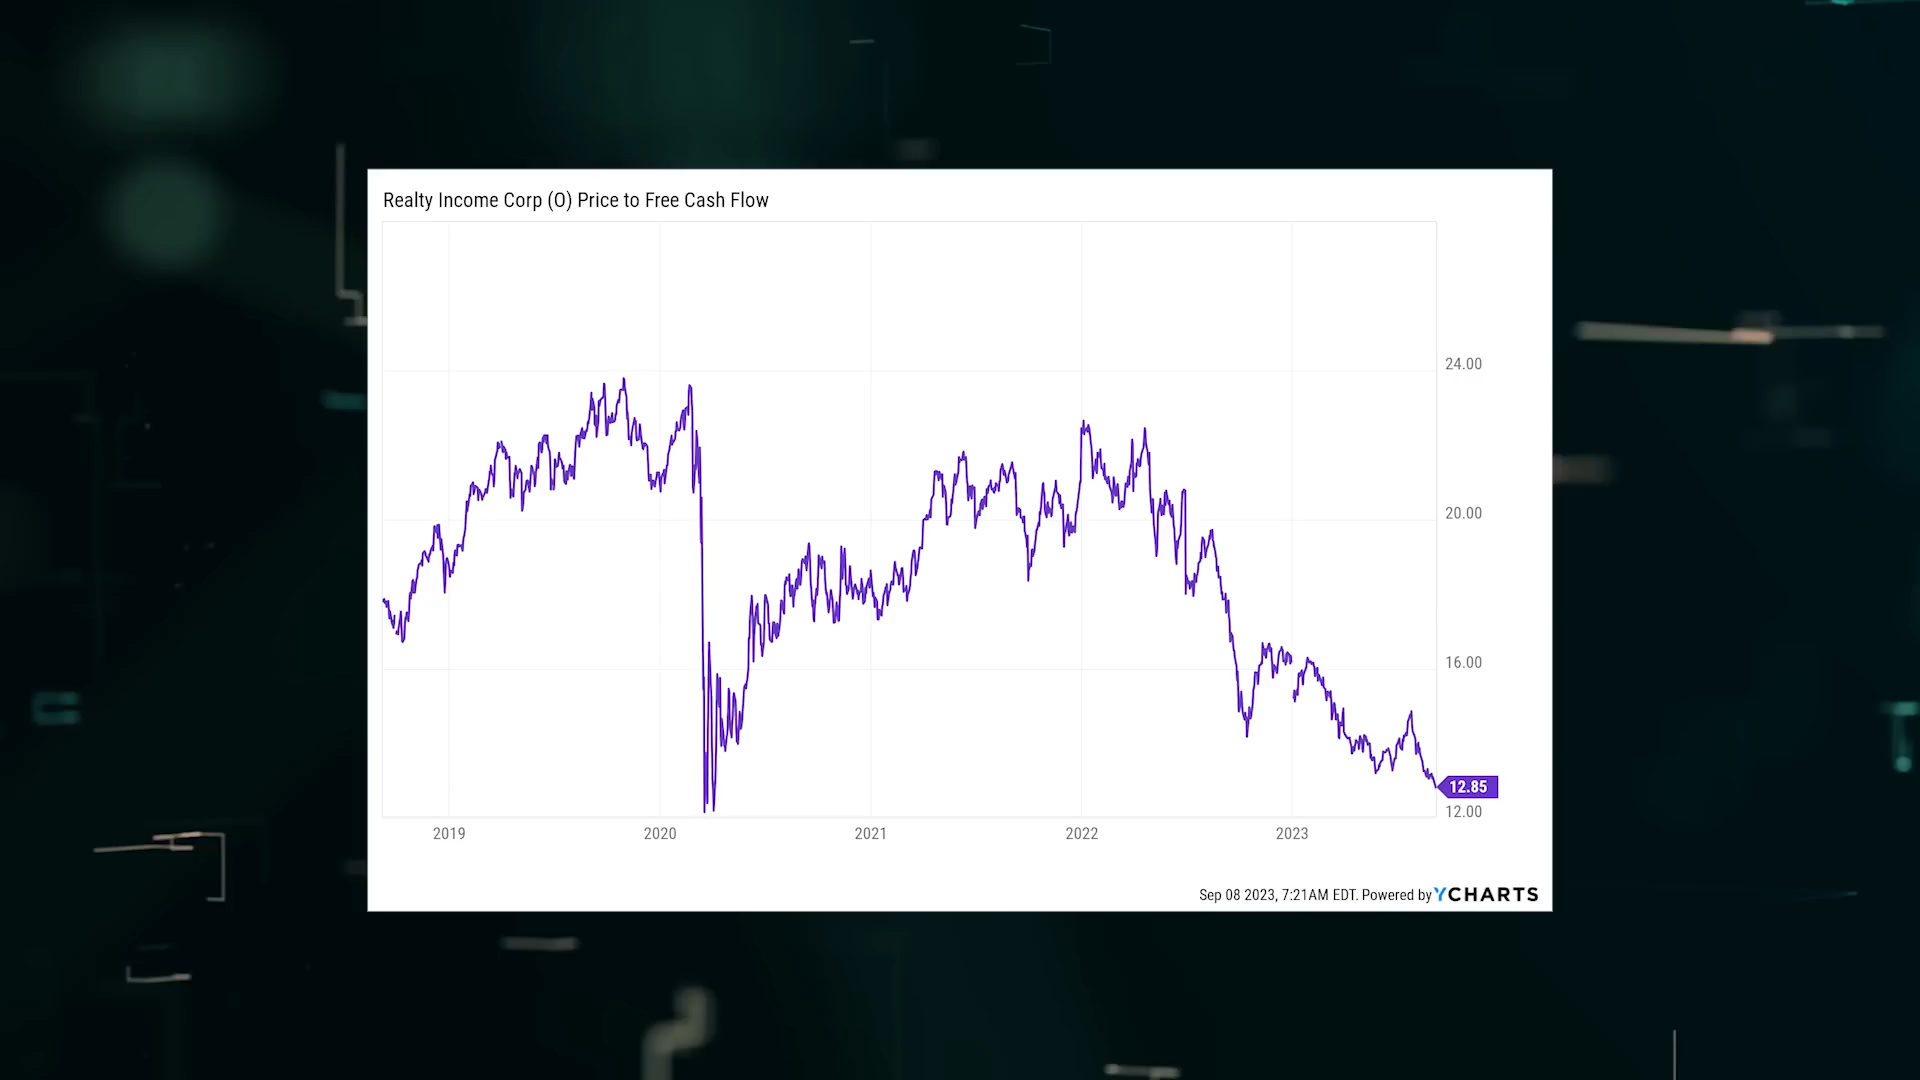 Realty Income Corp (O) Price to Free Cash Flow
24.00
20.00
16.00
12.85
12.00
2019 2020 2021 2022 2023
Sep 08 2023, 7:21AM EDT. Powered by YCHARTS